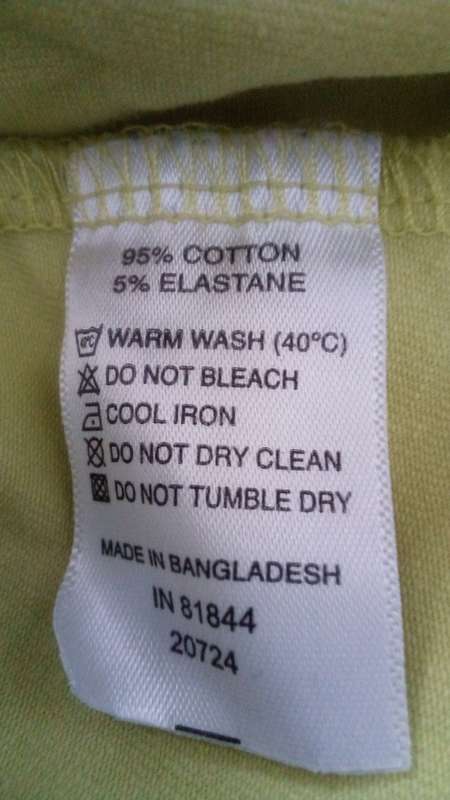 95% COTTON
5% ELASTANE
WARM WASH (40ºC)
DO NOT BLEACH
COOL IRON
DO NOT DRY CLEAN
DO NOT TUMBLE DRY
MADE IN BANGLADESH
IN 81844
20724